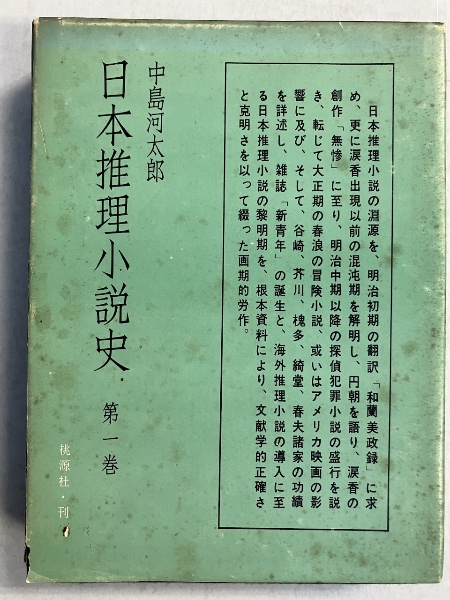 日本推理小説の淵源を、明治初期の翻訳「和蘭美政録」に求
め、更に涙香出現以前の混沌期を解明し、円朝を語り、涙香の
創作「無惨」に至り、明治中期以降の探偵犯罪小説の盛行を説
き、転じて大正期の春浪の冒険小説、或いはアメリカ映画の影
響に及び、そして、谷崎、芥川、槐多、綺堂、春夫諸家の功績
を詳述し、雑誌「新青年」の誕生と、海外推理小説の導入に至
る日本推理小説の黎明期を、根本資料により、文献学的正確さ
と克明さを以って綴った画期的労作。
中島河太郎
日本推理小説史・第一巻
桃源社・刊